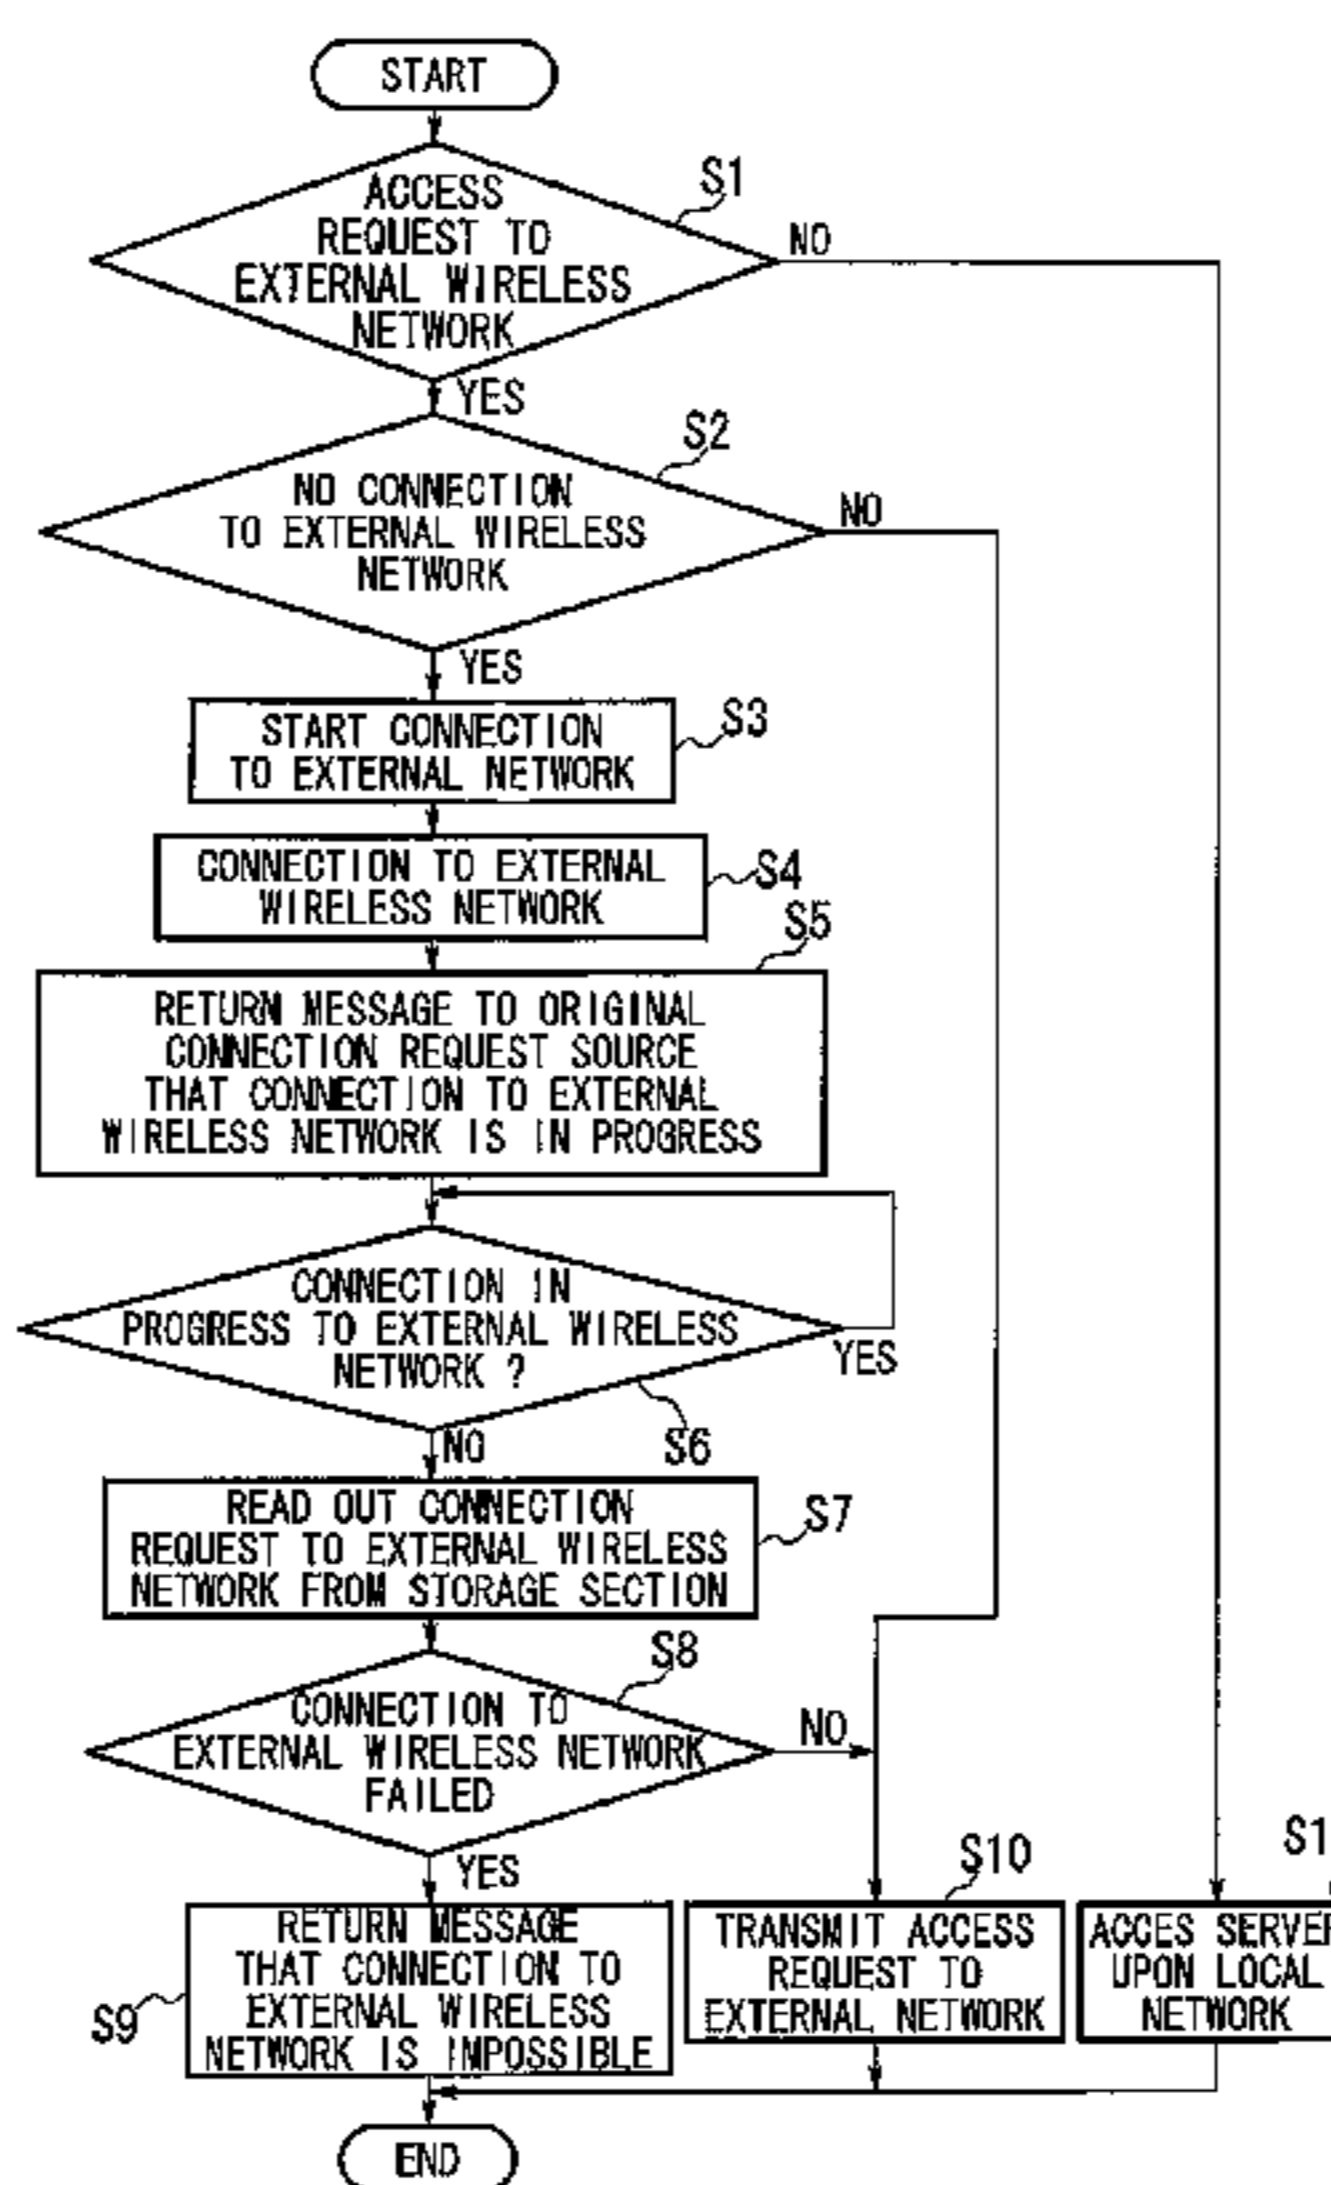 START
ACCESS
REQUEST TO
EXTERNAL WIRELESS
NETWORK
S1
NO
YES
NO CONNECTION
TO EXTERNAL WIRELESS
NETWORK
S2
NO
YES
START CONNECTION
TO EXTERNAL NETWORK
S3
CONNECTION TO EXTERNAL
WIRELESS NETWORK
S4
S5
RETURN MESSAGE TO ORIGINAL
CONNECTION REQUEST SOURCE
THAT CONNECTION TO EXTERNAL
WIRELESS NETWORK IS IN PROGRESS
CONNECTION IN
PROGRESS TO EXTERNAL WIRELESS
NETWORK ?
YES
S6
NO
READ OUT CONNECTION
REQUEST TO EXTERNAL WIRELESS
NETWORK FROM STORAGE SECTION
S7
S8
CONNECTION TO
EXTERNAL WIRELESS NETWORK
FAILED
NO
YES
RETURN MESSAGE
THAT CONNECTION TO
EXTERNAL WIRELESS
NETWORK IS IMPOSSIBLE
S9
S10
TRANSMIT ACCESS
REQUEST TO
EXTERNAL NETWORK
S1
ACCES SERVER
UPON LOCAL
NETWORK
END